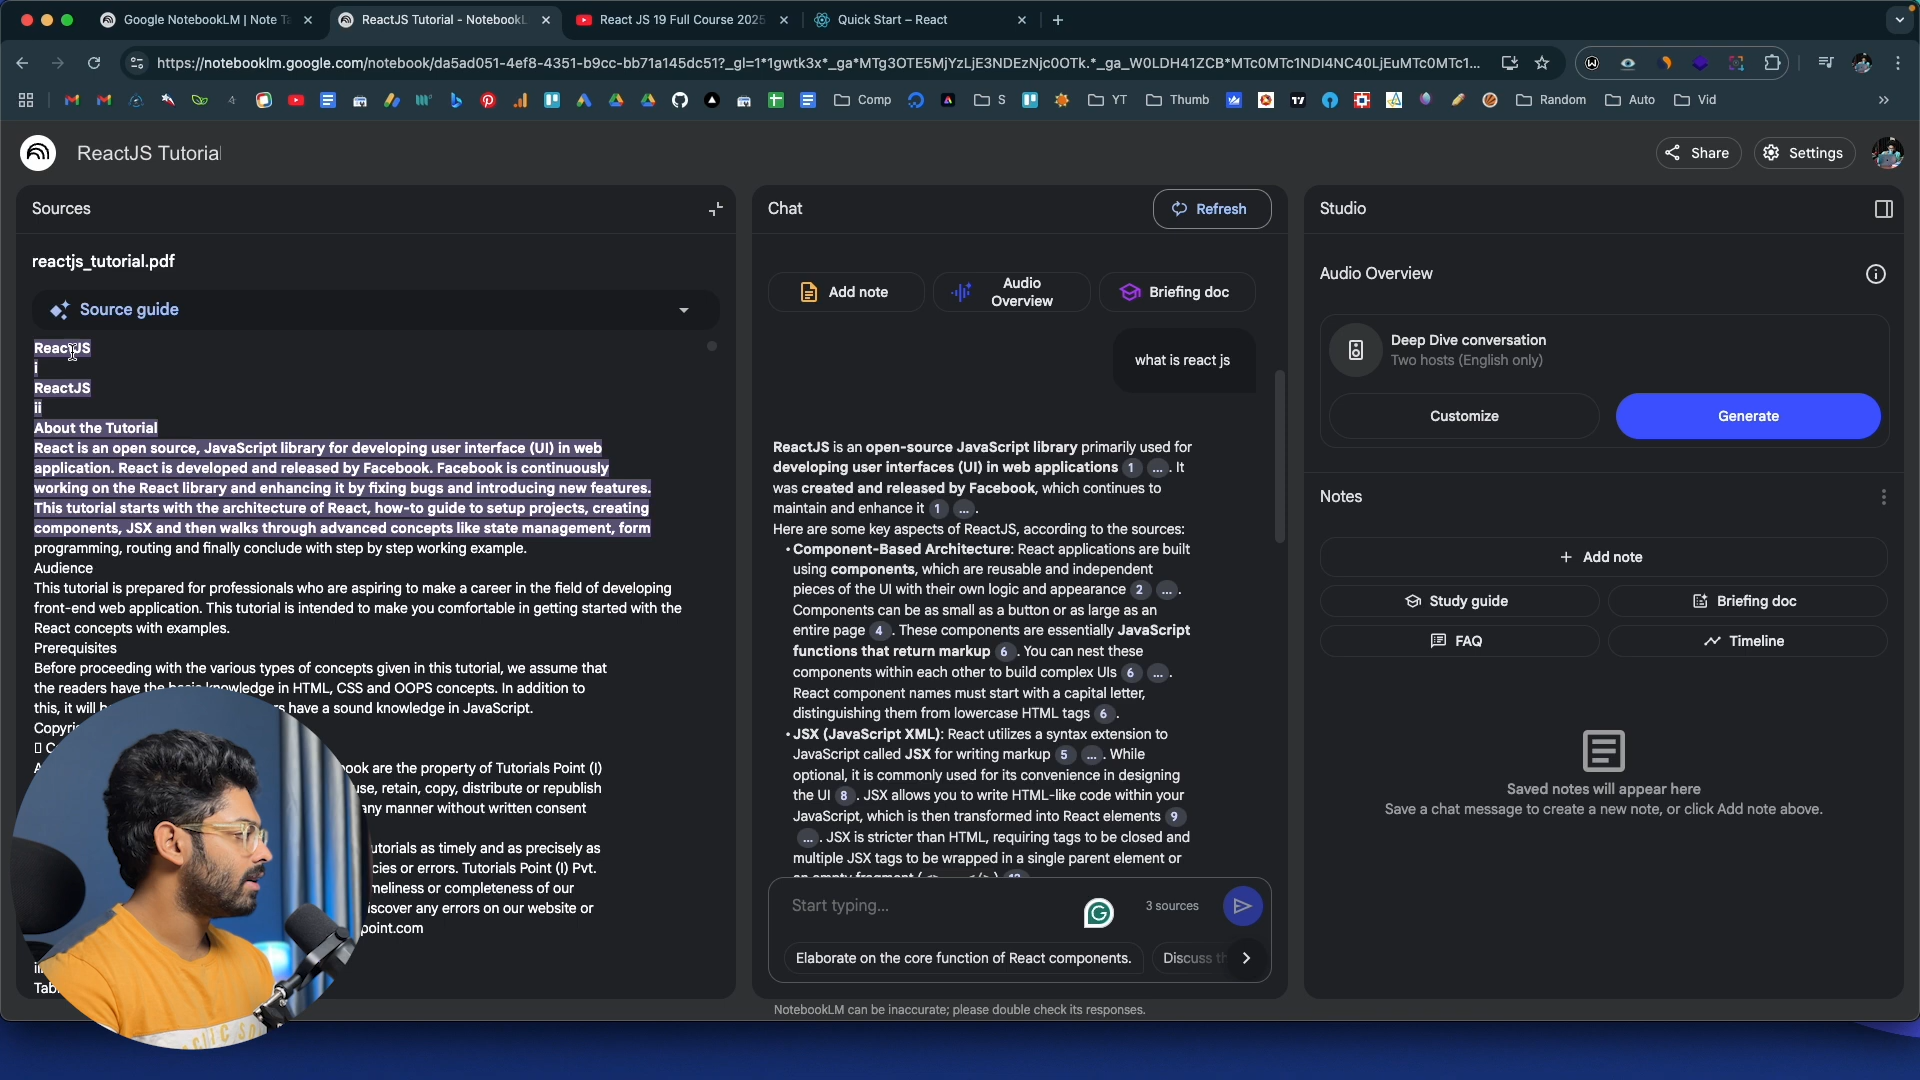 Google NotebookLM | Note Ta
ReactJS Tutorial - NotebookL
React JS 19 Full Course 2025
Quick Start – React
https://notebooklm.google.com/notebook/da5ad051-4ef8-4351-b9cc-bb71a145dc51?_gl=1*1gwtk3x*_ga*MTg3OTE5MjYzLjE3NDEzNjc0OTk.*_ga_W0LDH41ZCB*MTc0MTc1NDI4NC40LjEuMTc0MTc1...
Comp
S
YT
Thumb
Random
Auto
Vid
ReactJS Tutorial
Share
Settings
Sources
reactjs_tutorial.pdf
Source guide
ReactJS
i
ReactJS
ii
About the Tutorial
React is an open source, JavaScript library for developing user interface (UI) in web
application. React is developed and released by Facebook. Facebook is continuously
working on the React library and enhancing it by fixing bugs and introducing new features.
This tutorial starts with the architecture of React, how-to guide to setup projects, creating
components, JSX and then walks through advanced concepts like state management, form
programming, routing and finally conclude with step by step working example.
Audience
This tutorial is prepared for professionals who are aspiring to make a career in the field of developing
front-end web application. This tutorial is intended to make you comfortable in getting started with the
React concepts with examples.
Prerequisites
Before proceeding with the various types of concepts given in this tutorial, we assume that
the readers have the basic knowledge in HTML, CSS and OOPS concepts. In addition to
this, it will b
rs have a sound knowledge in JavaScript.
Copyri
C
A
book are the property of Tutorials Point (I)
use, retain, copy, distribute or republish
any manner without written consent
utorials as timely and as precisely as
cies or errors. Tutorials Point (I) Pvt.
meliness or completeness of our
iscover any errors on our website or
point.com
Tabl
Chat
Refresh
Add note
Audio
Overview
Briefing doc
what is react js
ReactJS is an open-source JavaScript library primarily used for
developing user interfaces (UI) in web applications 1 ... . It
was created and released by Facebook, which continues to
maintain and enhance it 1 ... .
Here are some key aspects of ReactJS, according to the sources:
• Component-Based Architecture: React applications are built
using components, which are reusable and independent
pieces of the UI with their own logic and appearance 2 ... .
Components can be as small as a button or as large as an
entire page 4 . These components are essentially JavaScript
functions that return markup 6 . You can nest these
components within each other to build complex UIs 6 ... .
React component names must start with a capital letter,
distinguishing them from lowercase HTML tags 6 .
• JSX (JavaScript XML): React utilizes a syntax extension to
JavaScript called JSX for writing markup 5 ... . While
optional, it is commonly used for its convenience in designing
the UI 8 . JSX allows you to write HTML-like code within your
JavaScript, which is then transformed into React elements 9
... . JSX is stricter than HTML, requiring tags to be closed and
multiple JSX tags to be wrapped in a single parent element or
Start typing...
3 sources
Elaborate on the core function of React components.
Discuss th
NotebookLM can be inaccurate; please double check its responses.
Studio
Audio Overview
Deep Dive conversation
Two hosts (English only)
Customize
Generate
Notes
Add note
Study guide
Briefing doc
FAQ
Timeline
Saved notes will appear here
Save a chat message to create a new note, or click Add note above.